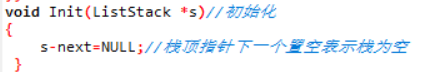 void Init(ListStack *s)//初始化
{
s-next=NULL;//栈顶指针下一个置空表示栈为空
}